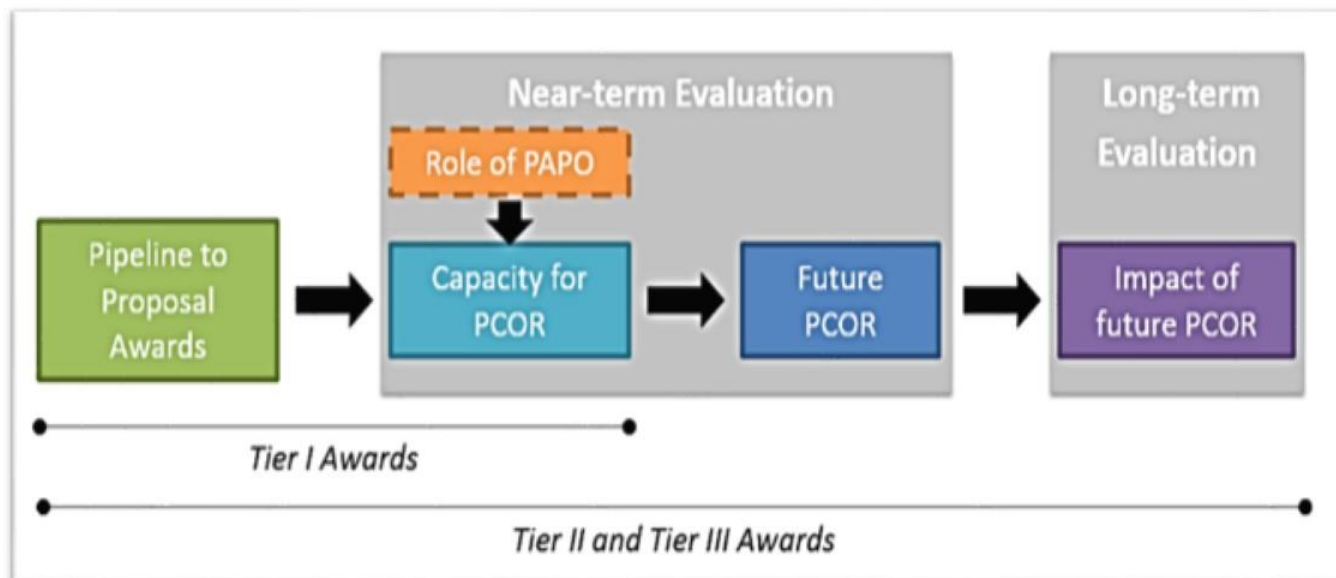 Near-term Evaluation
Long-term
Evaluation
Role of PAPO
Pipeline to
Proposal
Awards
Capacity for
PCOR
Future
PCOR
Impact of
future PCOR
Tier I Awards
Tier II and Tier III Awards